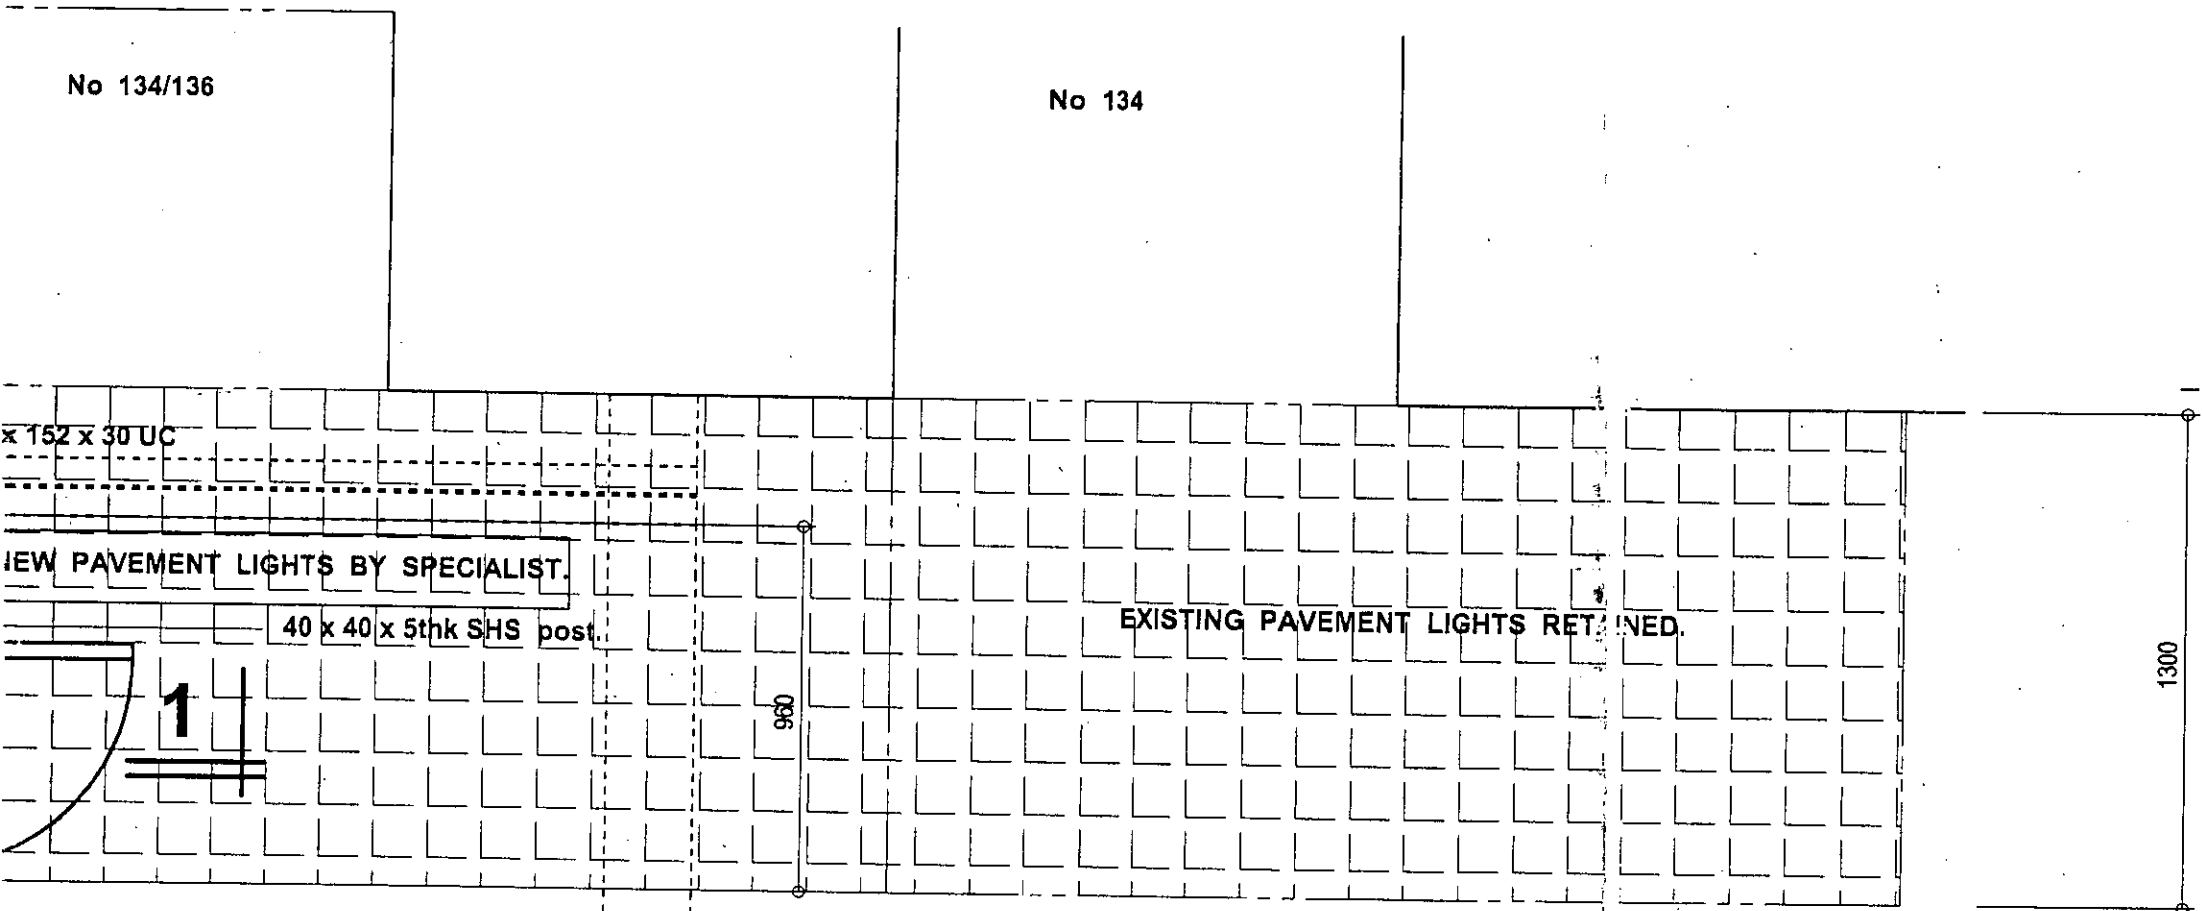 No 134/136
No 134
x 152 x 30 UC
NEW PAVEMENT LIGHTS BY SPECIALIST.
40 x 40 x 5thk SHS post.
EXISTING PAVEMENT LIGHTS RETAINED.
1300
960
1